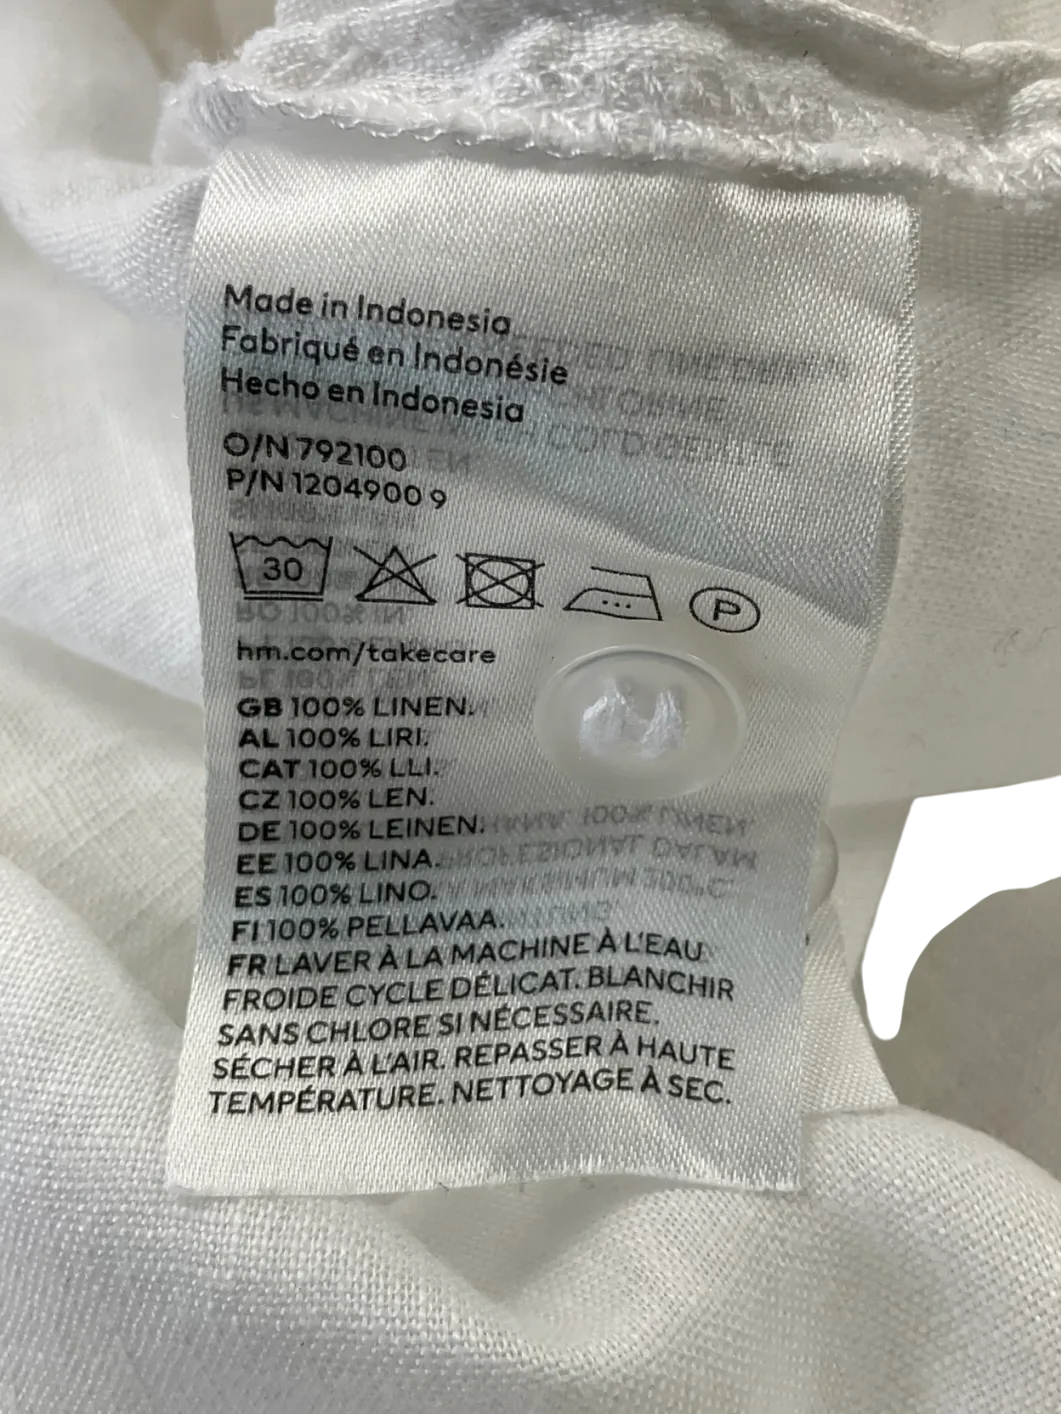 Made in Indonesia
Fabriqué en Indonésie
Hecho en Indonesia
O/N 792100
P/N 1204900 9
30
P
hm.com/takecare
GB 100% LINEN.
AL 100% LIRI.
CAT 100% LLI.
CZ 100% LEN.
DE 100% LEINEN.
EE 100% LINA.
ES 100% LINO.
FI 100% PELLAVAA.
FR LAVER À LA MACHINE À L'EAU
FROIDE CYCLE DÉLICAT. BLANCHIR
SANS CHLORE SI NÉCESSAIRE.
SÉCHER À L'AIR. REPASSER À HAUTE
TEMPÉRATURE. NETTOYAGE À SEC.